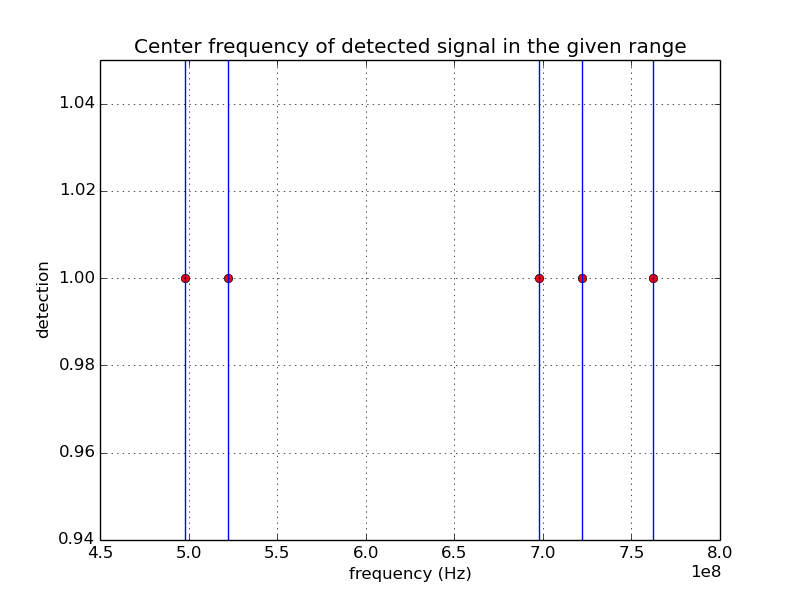 Center frequency of detected signal in the given range
1.04
1.02
1.00
0.98
0.96
0.94
detection
4.5 5.0 5.5 6.0 6.5 7.0 7.5 8.0
1e8
frequency (Hz)